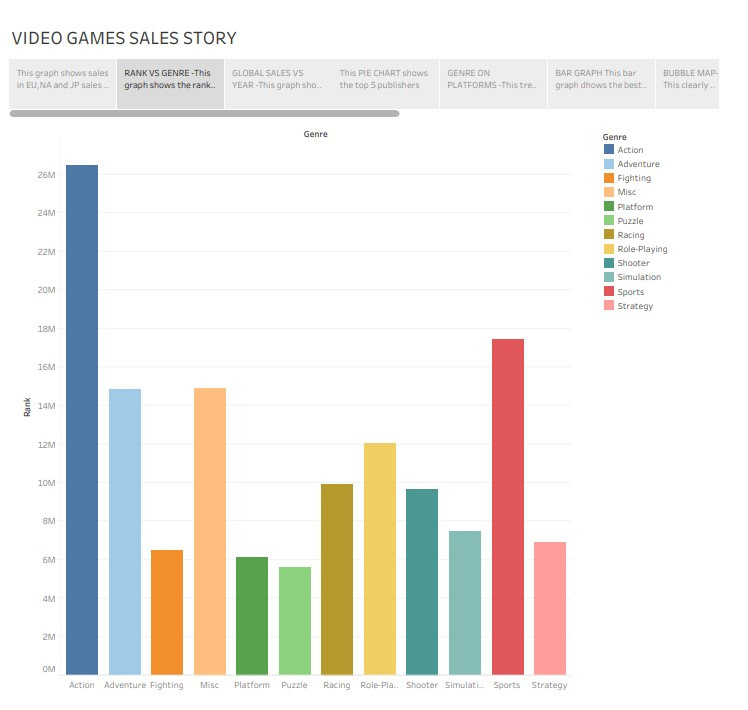 VIDEO GAMES SALES STORY
This graph shows sales
in EU,NA and JP sales ..
RANK VS GENRE -This
graph shows the rank..
GLOBAL SALES VS
YEAR -This graph sho..
This PIE CHART shows
the top 5 publishers
GENRE ON
PLATFORMS -This tre..
BAR GRAPH This bar
graph dhows the best..
BUBBLE MAP-
This clearly ..
Genre
26M
24M
22M
20M
18M
16M
14M
12M
10M
8M
6M
4M
2M
0M
Rank
Action Adventure Fighting Misc Platform Puzzle Racing Role-Pla.. Shooter Simulati.. Sports Strategy
Genre
Action
Adventure
Fighting
Misc
Platform
Puzzle
Racing
Role-Playing
Shooter
Simulation
Sports
Strategy